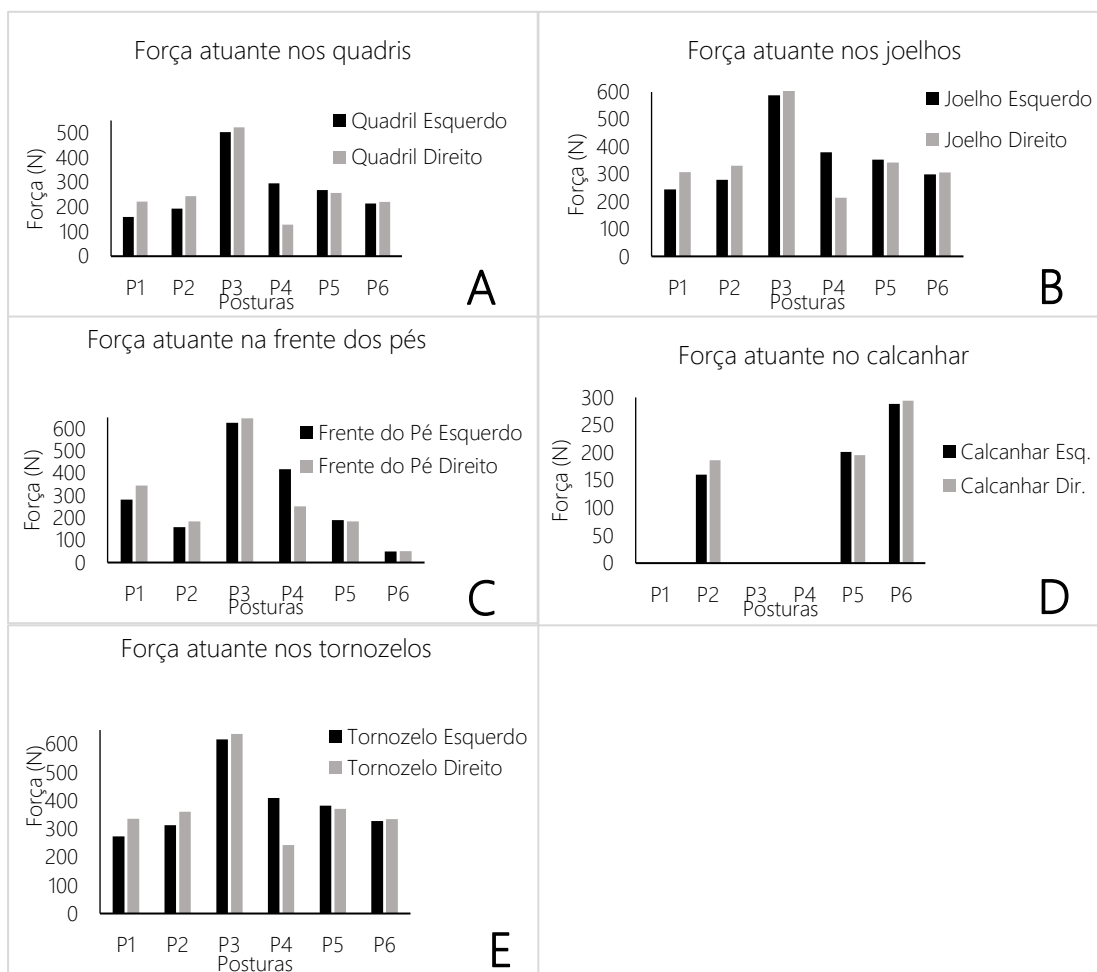 Força atuante nos quadris
Força (N)
500
400
300
200
100
0
Quadril Esquerdo
Quadril Direito
P1 P2 P3 P4 P5 P6
Posturas
A
Força atuante nos joelhos
Força (N)
600
500
400
300
200
100
0
Joelho Esquerdo
Joelho Direito
P1 P2 P3 P4 P5 P6
Posturas
B
Força atuante na frente dos pés
Força (N)
600
500
400
300
200
100
0
Frente do Pé Esquerdo
Frente do Pé Direito
P1 P2 P3 P4 P5 P6
Posturas
C
Força atuante no calcanhar
Força (N)
300
250
200
150
100
50
0
Calcanhar Esq.
Calcanhar Dir.
P1 P2 P3 P4 P5 P6
Posturas
D
Força atuante nos tornozelos
Força (N)
600
500
400
300
200
100
0
Tornozelo Esquerdo
Tornozelo Direito
P1 P2 P3 P4 P5 P6
Posturas
E